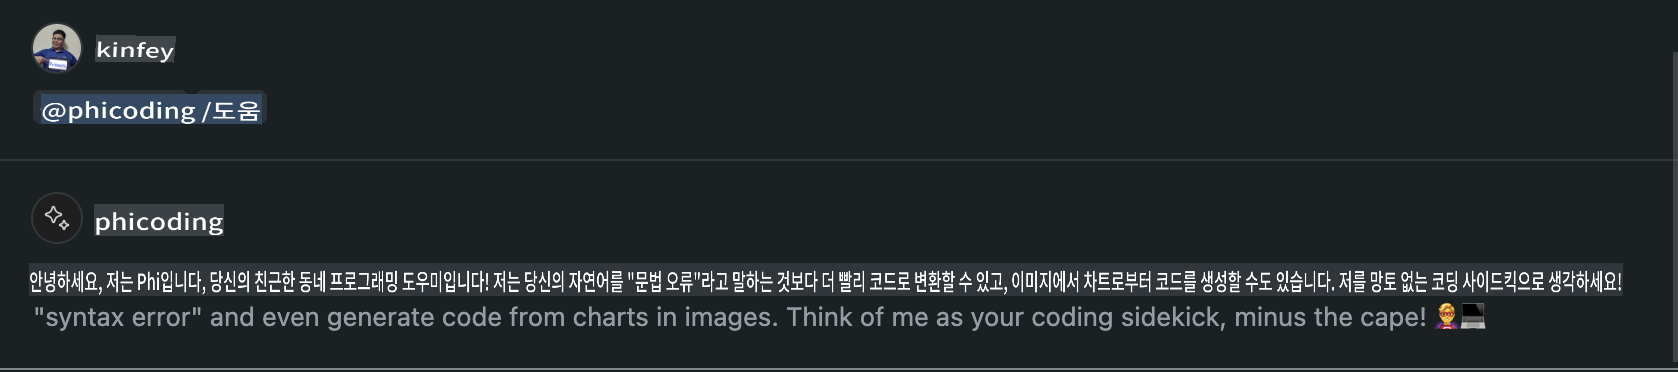 kinfey
@phicoding /도움
phicoding
안녕하세요, 저는 Phi입니다, 당신의 친근한 동네 프로그래밍 도우미입니다! 저는 당신의 자연어를 "문법 오류"라고 말하는 것보다 더 빨리 코드로 변환할 수 있고, 이미지에서 차트로부터 코드를 생성할 수도 있습니다. 저를 망토 없는 코딩 사이드킥으로 생각하세요!
"syntax error" and even generate code from charts in images. Think of me as your coding sidekick, minus the cape! 🦸💻